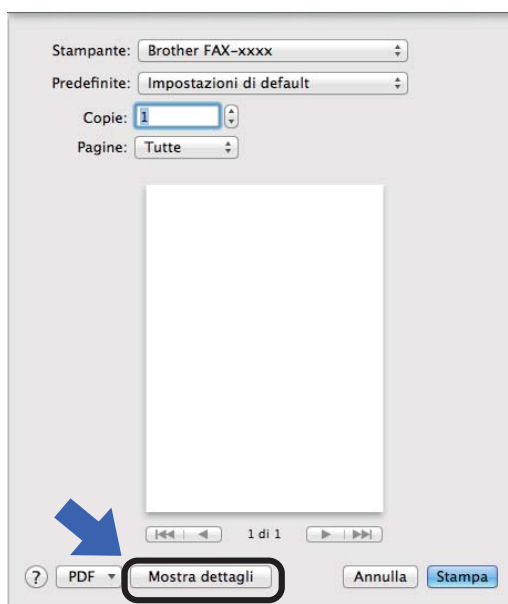 Stampante: Brother FAX-xxxx
Predefinite: Impostazioni di default
Copie: 1
Pagine: Tutte
1 di 1
? PDF Mostra dettagli Annulla Stampa